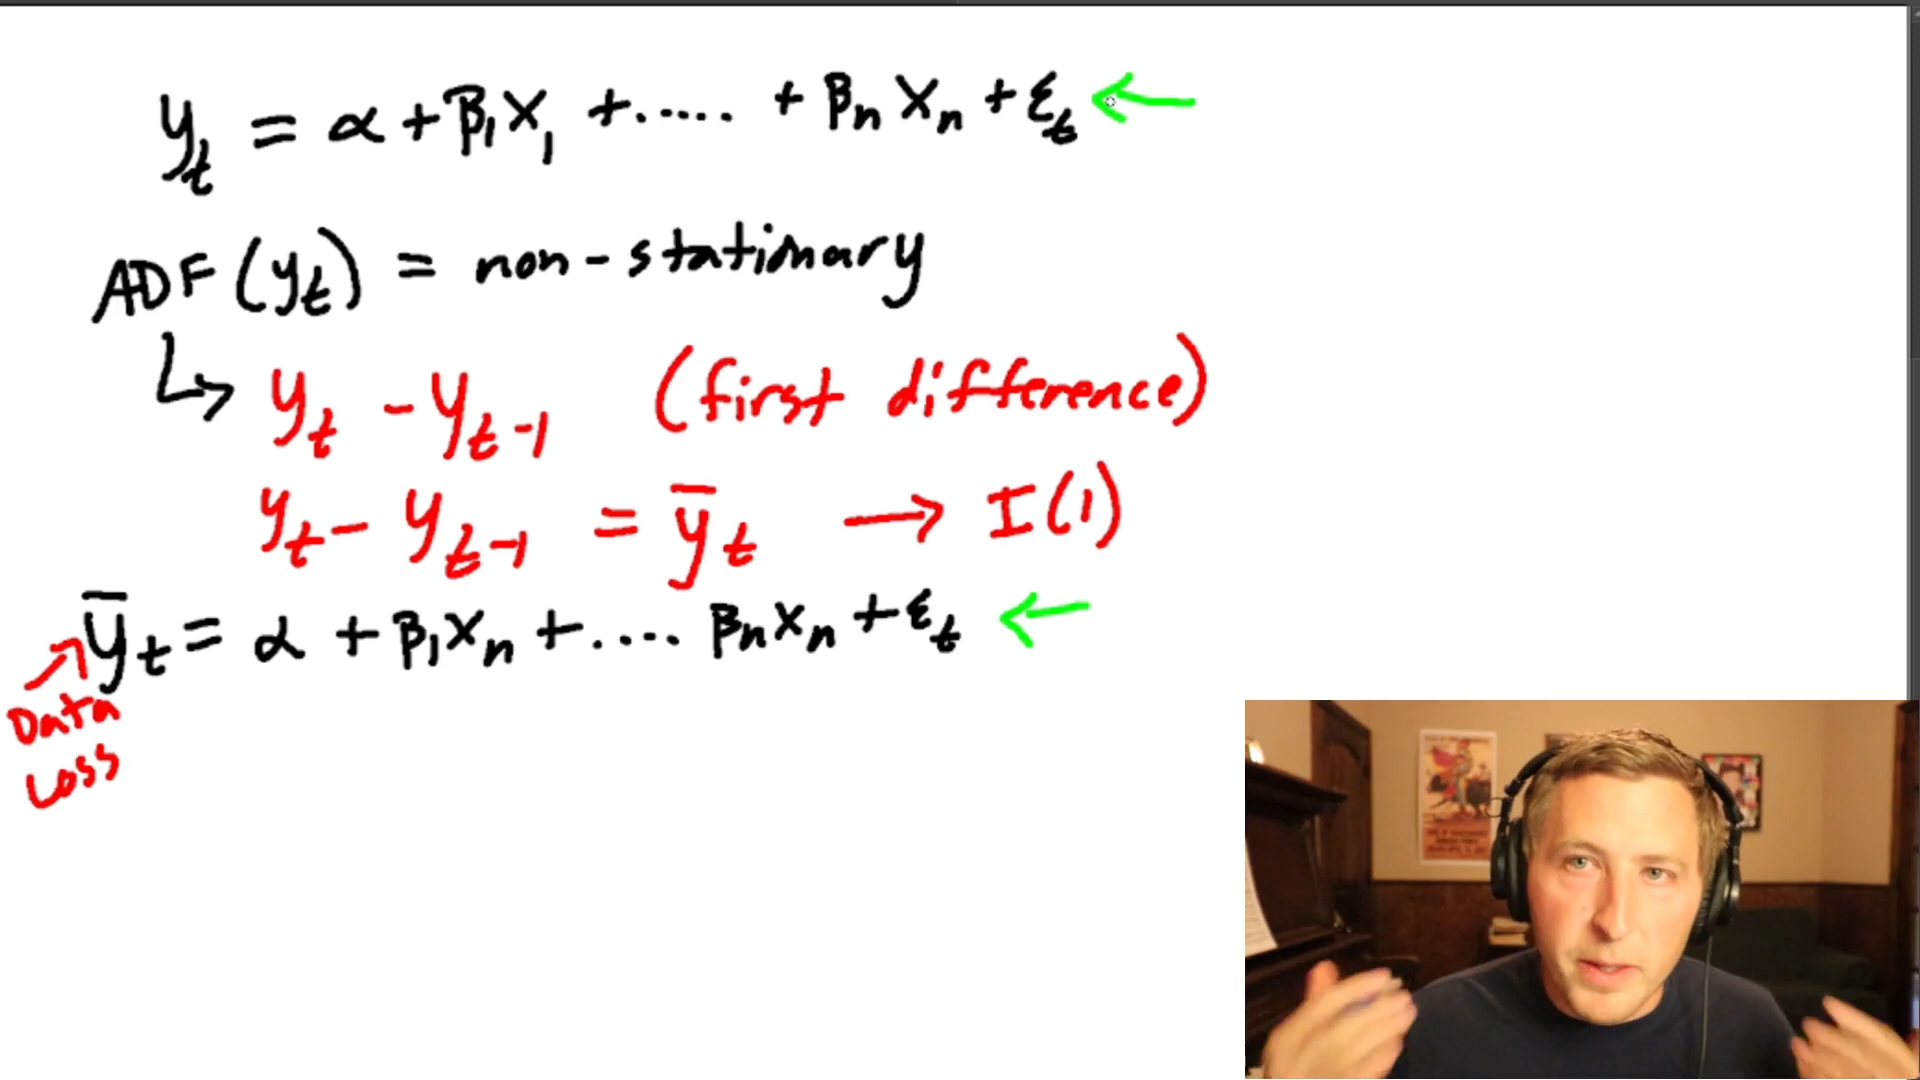 yₜ = α + β₁X₁ + ..... + βₙXₙ + εₜ ←
ADF(yₜ) = non-stationary
↳ yₜ - yₜ₋₁ (first difference)
yₜ - yₜ₋₁ = ȳₜ → I(1)
ȳₜ = α + β₁Xₙ + .... βₙXₙ + εₜ ←
Data
Loss